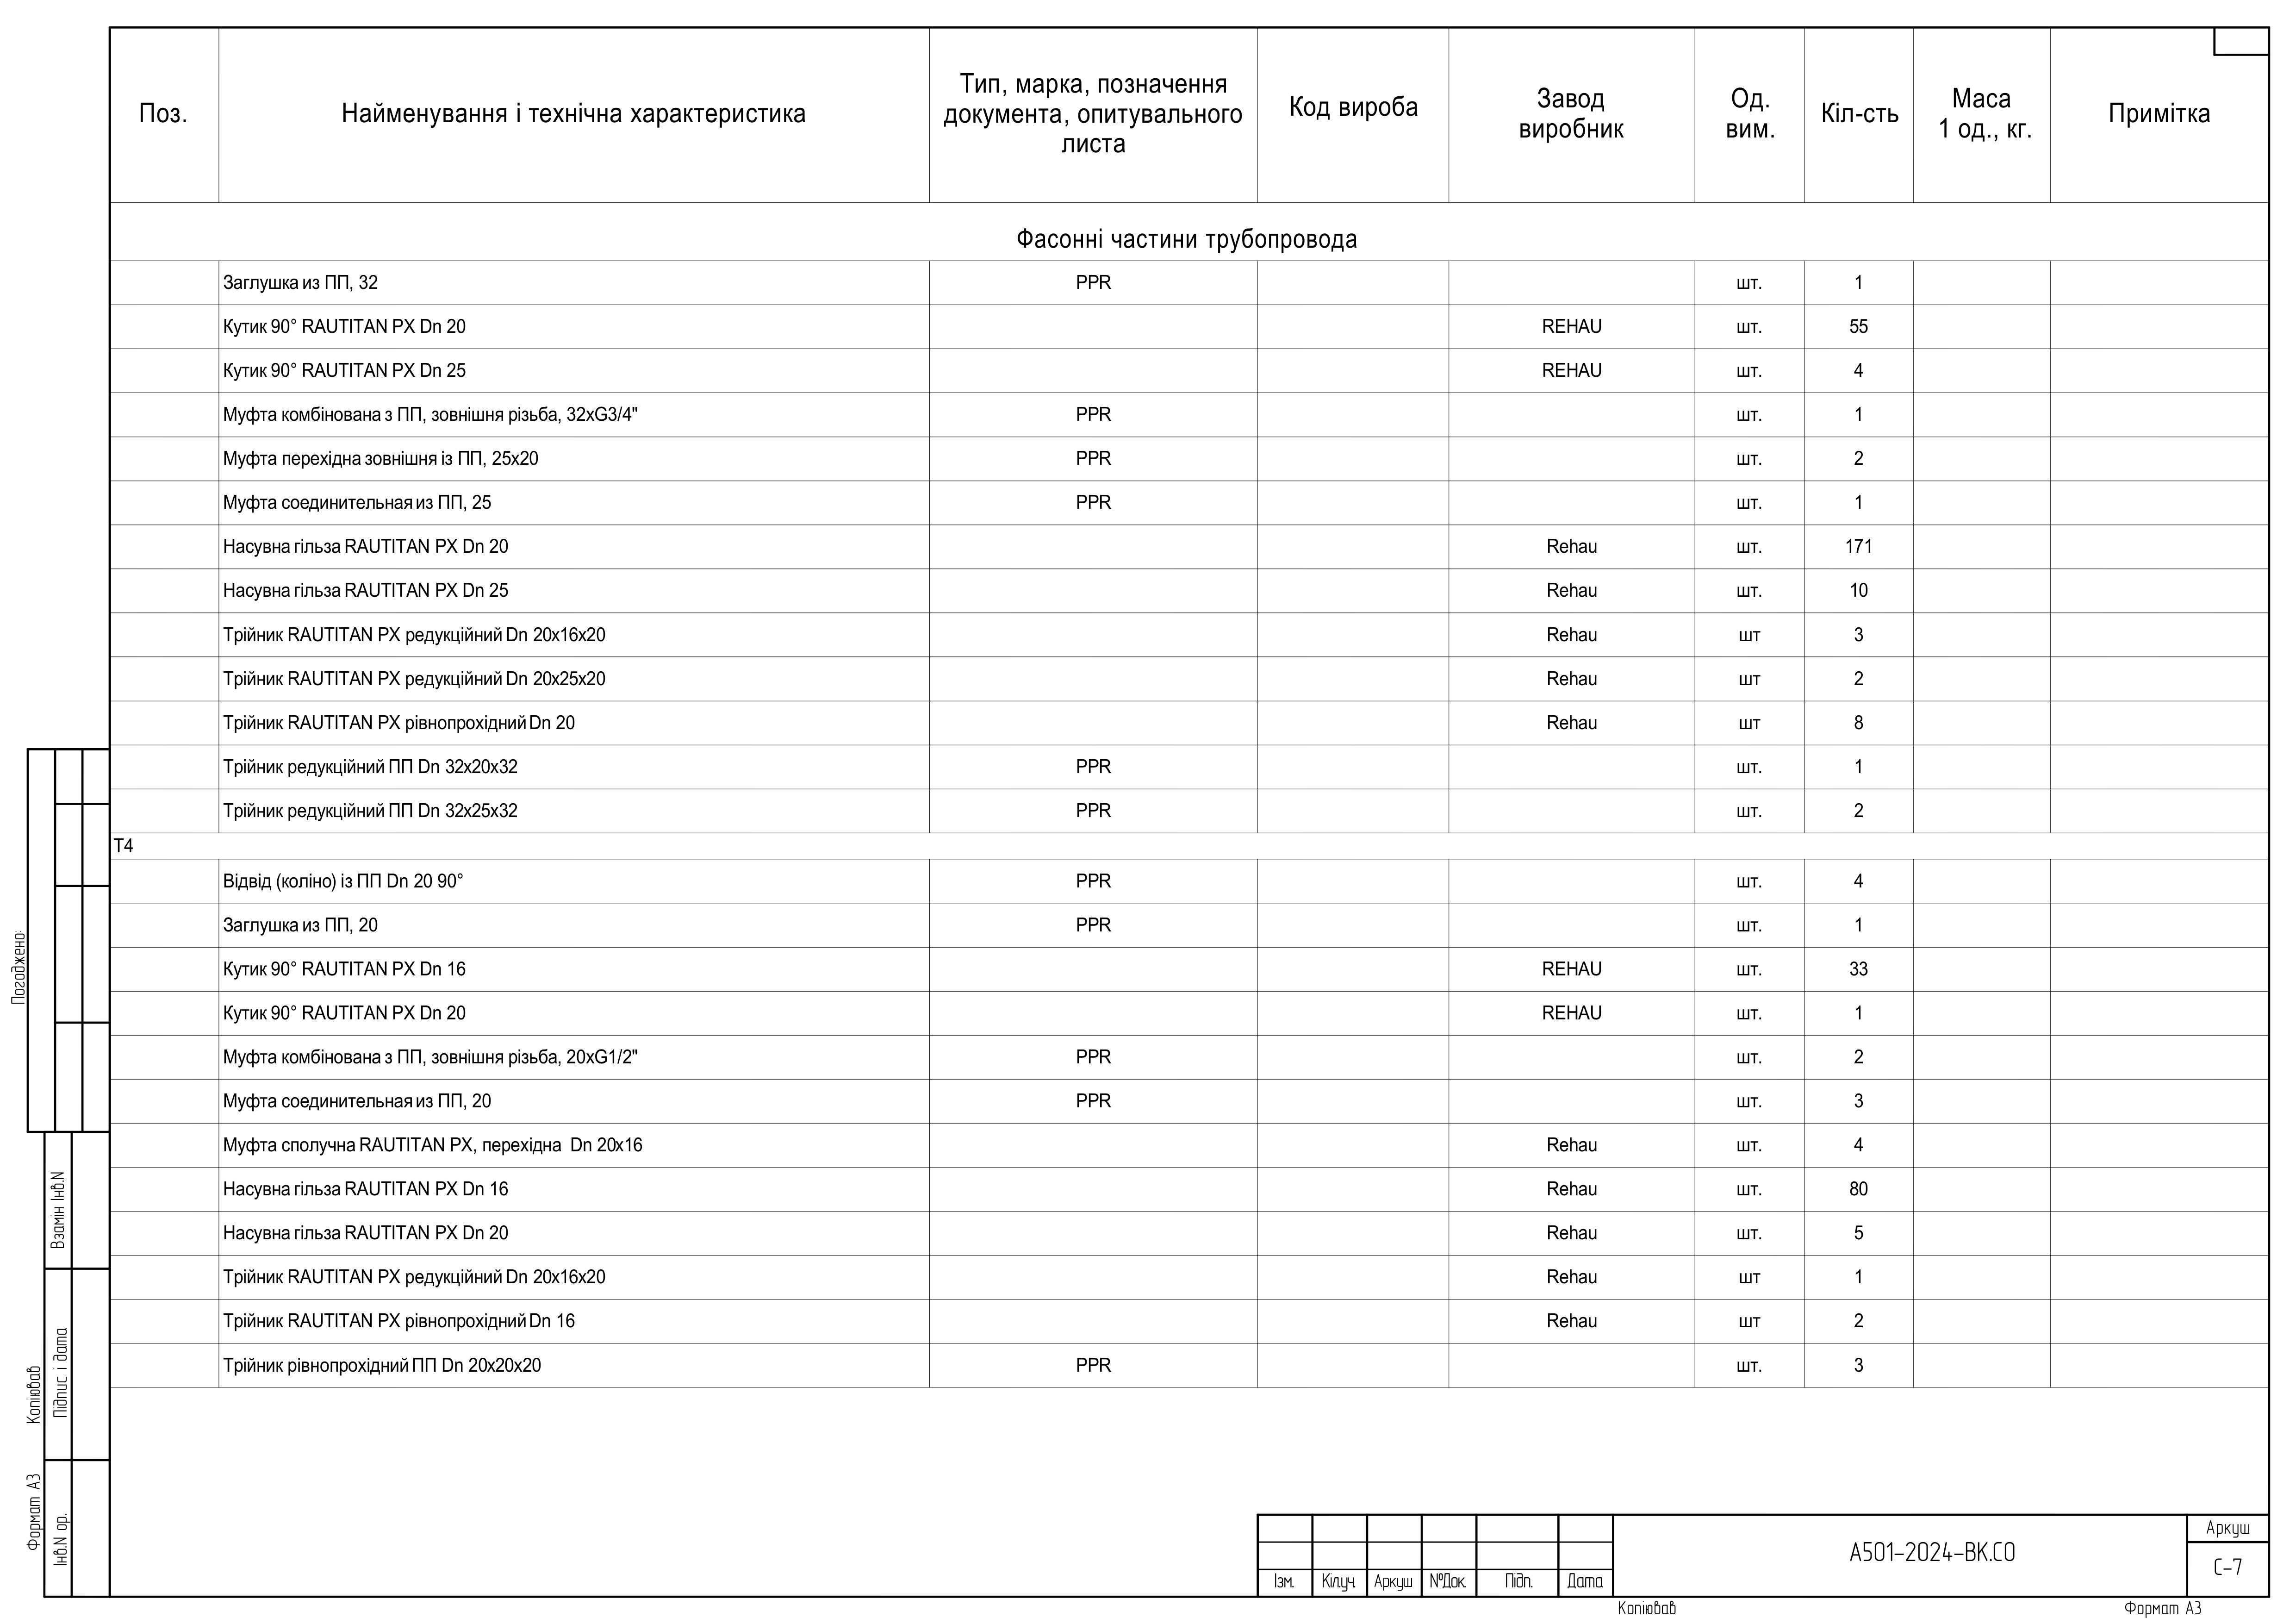 Поз. Найменування і технічна характеристика Тип, марка, позначення документа, опитувального листа Код вироба Завод виробник Од. вим. Кіл-сть Маса 1 од., кг. Примітка
Фасонні частини трубопровода
Заглушка из ПП, 32 PPR шт. 1
Кутик 90° RAUTITAN PX Dn 20 REHAU шт. 55
Кутик 90° RAUTITAN PX Dn 25 REHAU шт. 4
Муфта комбінована з ПП, зовнішня різьба, 32xG3/4" PPR шт. 1
Муфта перехідна зовнішня із ПП, 25x20 PPR шт. 2
Муфта соединительная из ПП, 25 PPR шт. 1
Насувна гільза RAUTITAN PX Dn 20 Rehau шт. 171
Насувна гільза RAUTITAN PX Dn 25 Rehau шт. 10
Трійник RAUTITAN PX редукційний Dn 20x16x20 Rehau шт 3
Трійник RAUTITAN PX редукційний Dn 20x25x20 Rehau шт 2
Трійник RAUTITAN PX рівнопрохідний Dn 20 Rehau шт 8
Трійник редукційний ПП Dn 32x20x32 PPR шт. 1
Трійник редукційний ПП Dn 32x25x32 PPR шт. 2
T4
Відвід (коліно) із ПП Dn 20 90° PPR шт. 4
Заглушка из ПП, 20 PPR шт. 1
Кутик 90° RAUTITAN PX Dn 16 REHAU шт. 33
Кутик 90° RAUTITAN PX Dn 20 REHAU шт. 1
Муфта комбінована з ПП, зовнішня різьба, 20xG1/2" PPR шт. 2
Муфта соединительная из ПП, 20 PPR шт. 3
Муфта сполучна RAUTITAN PX, перехідна Dn 20x16 Rehau шт. 4
Насувна гільза RAUTITAN PX Dn 16 Rehau шт. 80
Насувна гільза RAUTITAN PX Dn 20 Rehau шт. 5
Трійник RAUTITAN PX редукційний Dn 20x16x20 Rehau шт 1
Трійник RAUTITAN PX рівнопрохідний Dn 16 Rehau шт 2
Трійник рівнопрохідний ПП Dn 20x20x20 PPR шт. 3
Погоджено:
Взамін Інв.N
Підпис і дата
Інв.N ор.
Копіював
Формат А3
Ізм. Кіл.уч. Аркуш №Док. Підп. Дата
А501-2024-ВК.СО
Аркуш
С-7
Копіював Формат А3